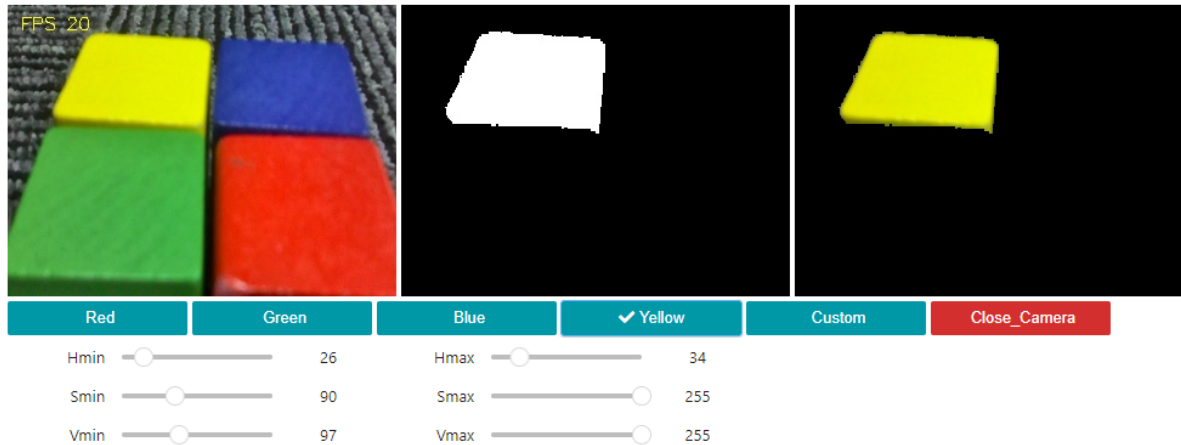 FPS 20
Red Green Blue ✔ Yellow Custom Close_Camera
Hmin 26 Hmax 34
Smin 90 Smax 255
Vmin 97 Vmax 255